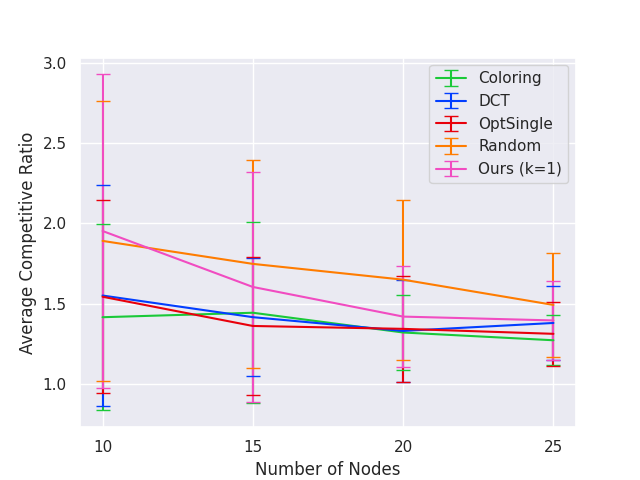 3.0
2.5
2.0
1.5
1.0
Average Competitive Ratio
10
15
20
25
Number of Nodes
Coloring
DCT
OptSingle
Random
Ours (k=1)